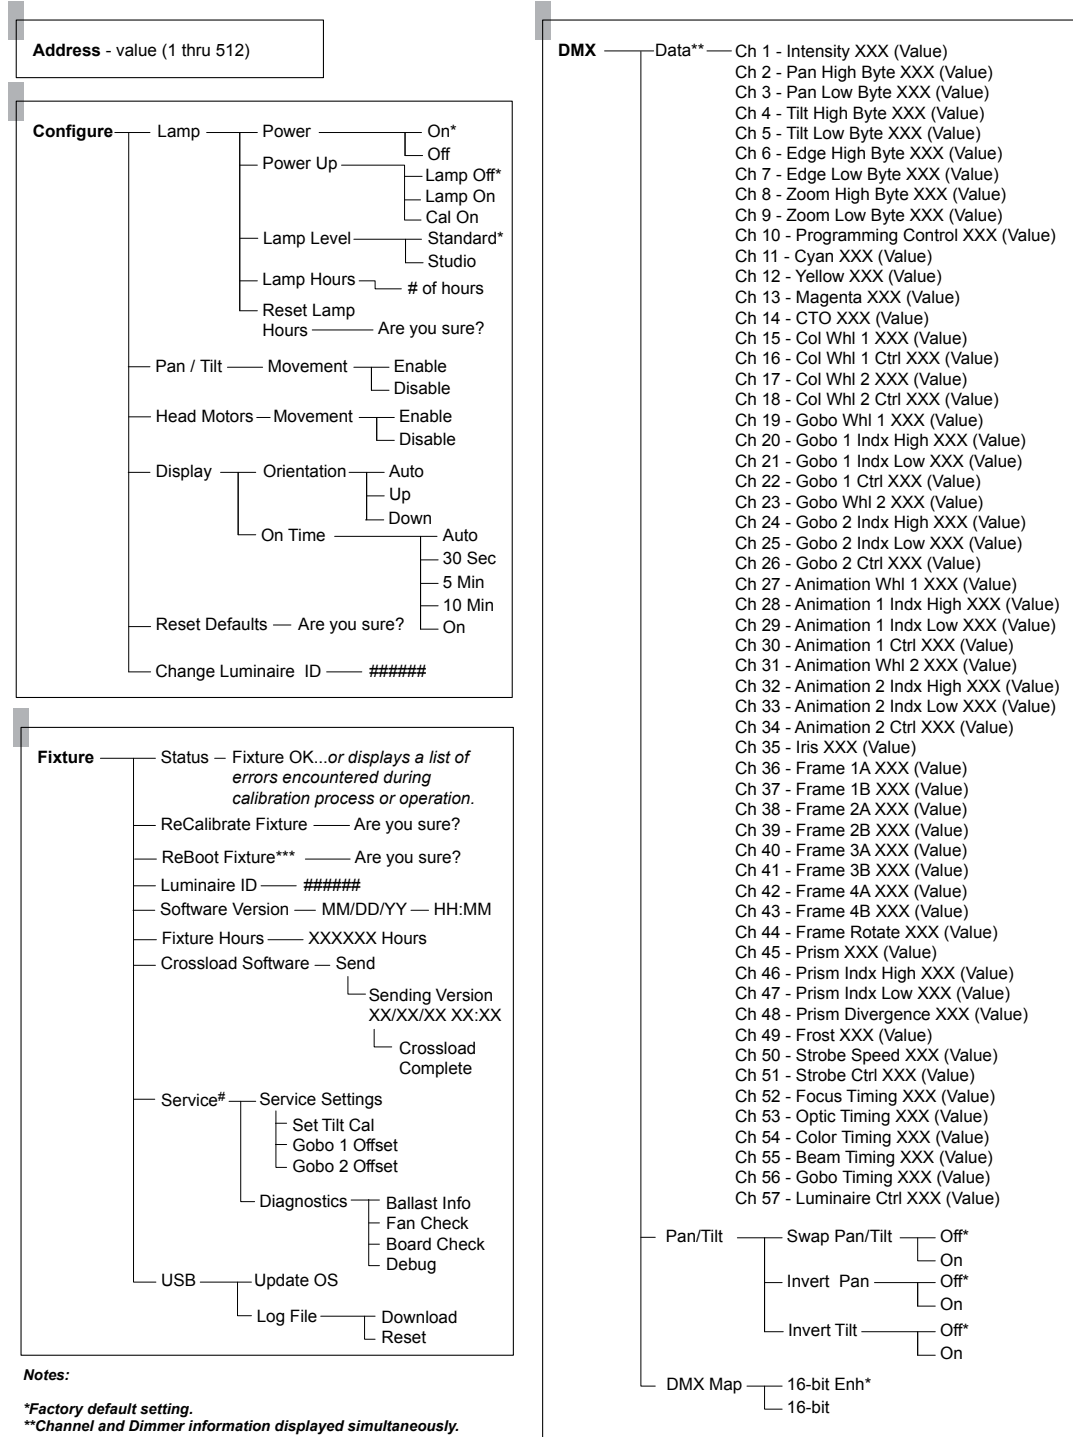 Address - value (1 thru 512)
Configure
Lamp
Power
On*
Off
Power Up
Lamp Off*
Lamp On
Cal On
Lamp Level
Standard*
Studio
Lamp Hours
# of hours
Reset Lamp
Hours
Are you sure?
Pan / Tilt
Movement
Enable
Disable
Head Motors
Movement
Enable
Disable
Display
Orientation
Auto
Up
Down
On Time
Auto
30 Sec
5 Min
10 Min
On
Reset Defaults
Are you sure?
Change Luminaire ID
######
Fixture
Status
Fixture OK...or displays a list of
errors encountered during
calibration process or operation.
ReCalibrate Fixture
Are you sure?
ReBoot Fixture***
Are you sure?
Luminaire ID
######
Software Version
MM/DD/YY
HH:MM
Fixture Hours
XXXXXX Hours
Crossload Software
Send
Sending Version
XX/XX/XX XX:XX
Crossload
Complete
Service#
Service Settings
Set Tilt Cal
Gobo 1 Offset
Gobo 2 Offset
Diagnostics
Ballast Info
Fan Check
Board Check
Debug
USB
Update OS
Log File
Download
Reset
Notes:
*Factory default setting.
**Channel and Dimmer information displayed simultaneously.
DMX
Data**
Ch 1 - Intensity XXX (Value)
Ch 2 - Pan High Byte XXX (Value)
Ch 3 - Pan Low Byte XXX (Value)
Ch 4 - Tilt High Byte XXX (Value)
Ch 5 - Tilt Low Byte XXX (Value)
Ch 6 - Edge High Byte XXX (Value)
Ch 7 - Edge Low Byte XXX (Value)
Ch 8 - Zoom High Byte XXX (Value)
Ch 9 - Zoom Low Byte XXX (Value)
Ch 10 - Programming Control XXX (Value)
Ch 11 - Cyan XXX (Value)
Ch 12 - Yellow XXX (Value)
Ch 13 - Magenta XXX (Value)
Ch 14 - CTO XXX (Value)
Ch 15 - Col Whl 1 XXX (Value)
Ch 16 - Col Whl 1 Ctrl XXX (Value)
Ch 17 - Col Whl 2 XXX (Value)
Ch 18 - Col Whl 2 Ctrl XXX (Value)
Ch 19 - Gobo Whl 1 XXX (Value)
Ch 20 - Gobo 1 Indx High XXX (Value)
Ch 21 - Gobo 1 Indx Low XXX (Value)
Ch 22 - Gobo 1 Ctrl XXX (Value)
Ch 23 - Gobo Whl 2 XXX (Value)
Ch 24 - Gobo 2 Indx High XXX (Value)
Ch 25 - Gobo 2 Indx Low XXX (Value)
Ch 26 - Gobo 2 Ctrl XXX (Value)
Ch 27 - Animation Whl 1 XXX (Value)
Ch 28 - Animation 1 Indx High XXX (Value)
Ch 29 - Animation 1 Indx Low XXX (Value)
Ch 30 - Animation 1 Ctrl XXX (Value)
Ch 31 - Animation Whl 2 XXX (Value)
Ch 32 - Animation 2 Indx High XXX (Value)
Ch 33 - Animation 2 Indx Low XXX (Value)
Ch 34 - Animation 2 Ctrl XXX (Value)
Ch 35 - Iris XXX (Value)
Ch 36 - Frame 1A XXX (Value)
Ch 37 - Frame 1B XXX (Value)
Ch 38 - Frame 2A XXX (Value)
Ch 39 - Frame 2B XXX (Value)
Ch 40 - Frame 3A XXX (Value)
Ch 41 - Frame 3B XXX (Value)
Ch 42 - Frame 4A XXX (Value)
Ch 43 - Frame 4B XXX (Value)
Ch 44 - Frame Rotate XXX (Value)
Ch 45 - Prism XXX (Value)
Ch 46 - Prism Indx High XXX (Value)
Ch 47 - Prism Indx Low XXX (Value)
Ch 48 - Prism Divergence XXX (Value)
Ch 49 - Frost XXX (Value)
Ch 50 - Strobe Speed XXX (Value)
Ch 51 - Strobe Ctrl XXX (Value)
Ch 52 - Focus Timing XXX (Value)
Ch 53 - Optic Timing XXX (Value)
Ch 54 - Color Timing XXX (Value)
Ch 55 - Beam Timing XXX (Value)
Ch 56 - Gobo Timing XXX (Value)
Ch 57 - Luminaire Ctrl XXX (Value)
Pan/Tilt
Swap Pan/Tilt
Off*
On
Invert Pan
Off*
On
Invert Tilt
Off*
On
DMX Map
16-bit Enh*
16-bit